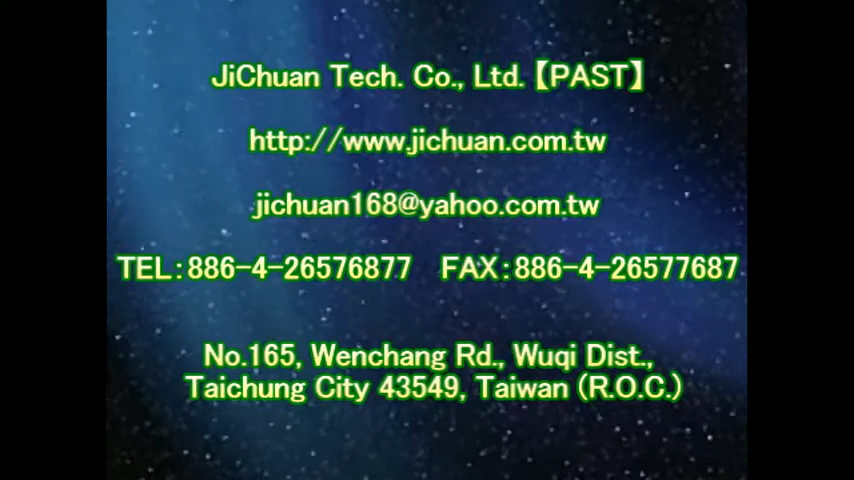 JiChuan Tech. Co., Ltd.【PAST】
http://www.jichuan.com.tw
jichuan168@yahoo.com.tw
TEL:886-4-26576877 FAX:886-4-26577687
No.165, Wenchang Rd., Wuqi Dist.,
Taichung City 43549, Taiwan (R.O.C.)